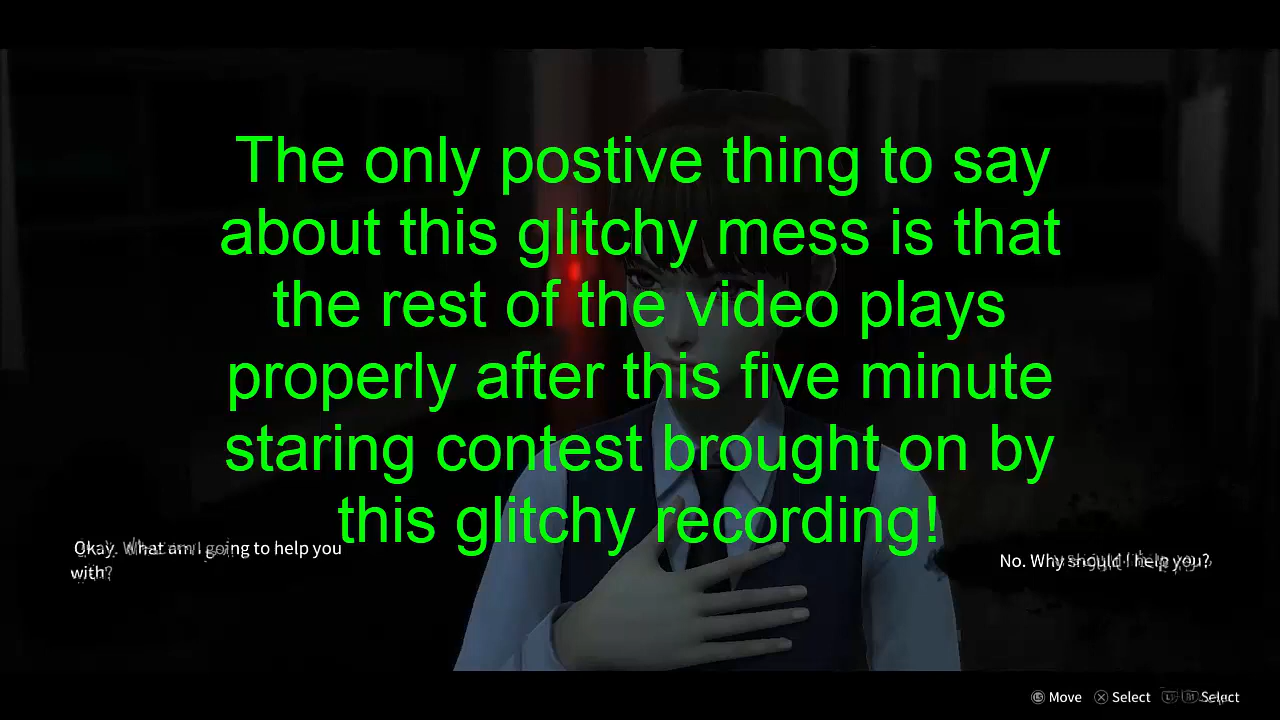 The only postive thing to say
about this glitchy mess is that
the rest of the video plays
properly after this five minute
staring contest brought on by
this glitchy recording!
Okay. What am I going to help you
with?
No. Why should I help you?
Move Select Select